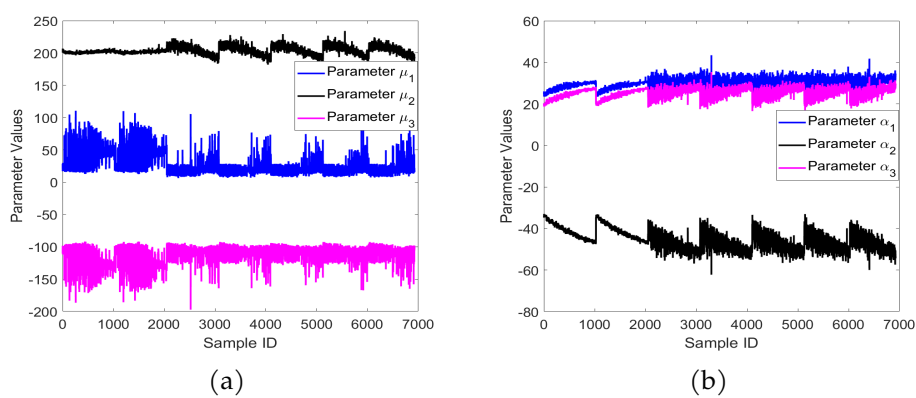 250
200
150
100
50
0
-50
-100
-150
-200
Parameter Values
0 1000 2000 3000 4000 5000 6000 7000
Sample ID
Parameter μ1
Parameter μ2
Parameter μ3
(a)
60
40
20
0
-20
-40
-60
-80
Parameter Values
0 1000 2000 3000 4000 5000 6000 7000
Sample ID
Parameter α1
Parameter α2
Parameter α3
(b)